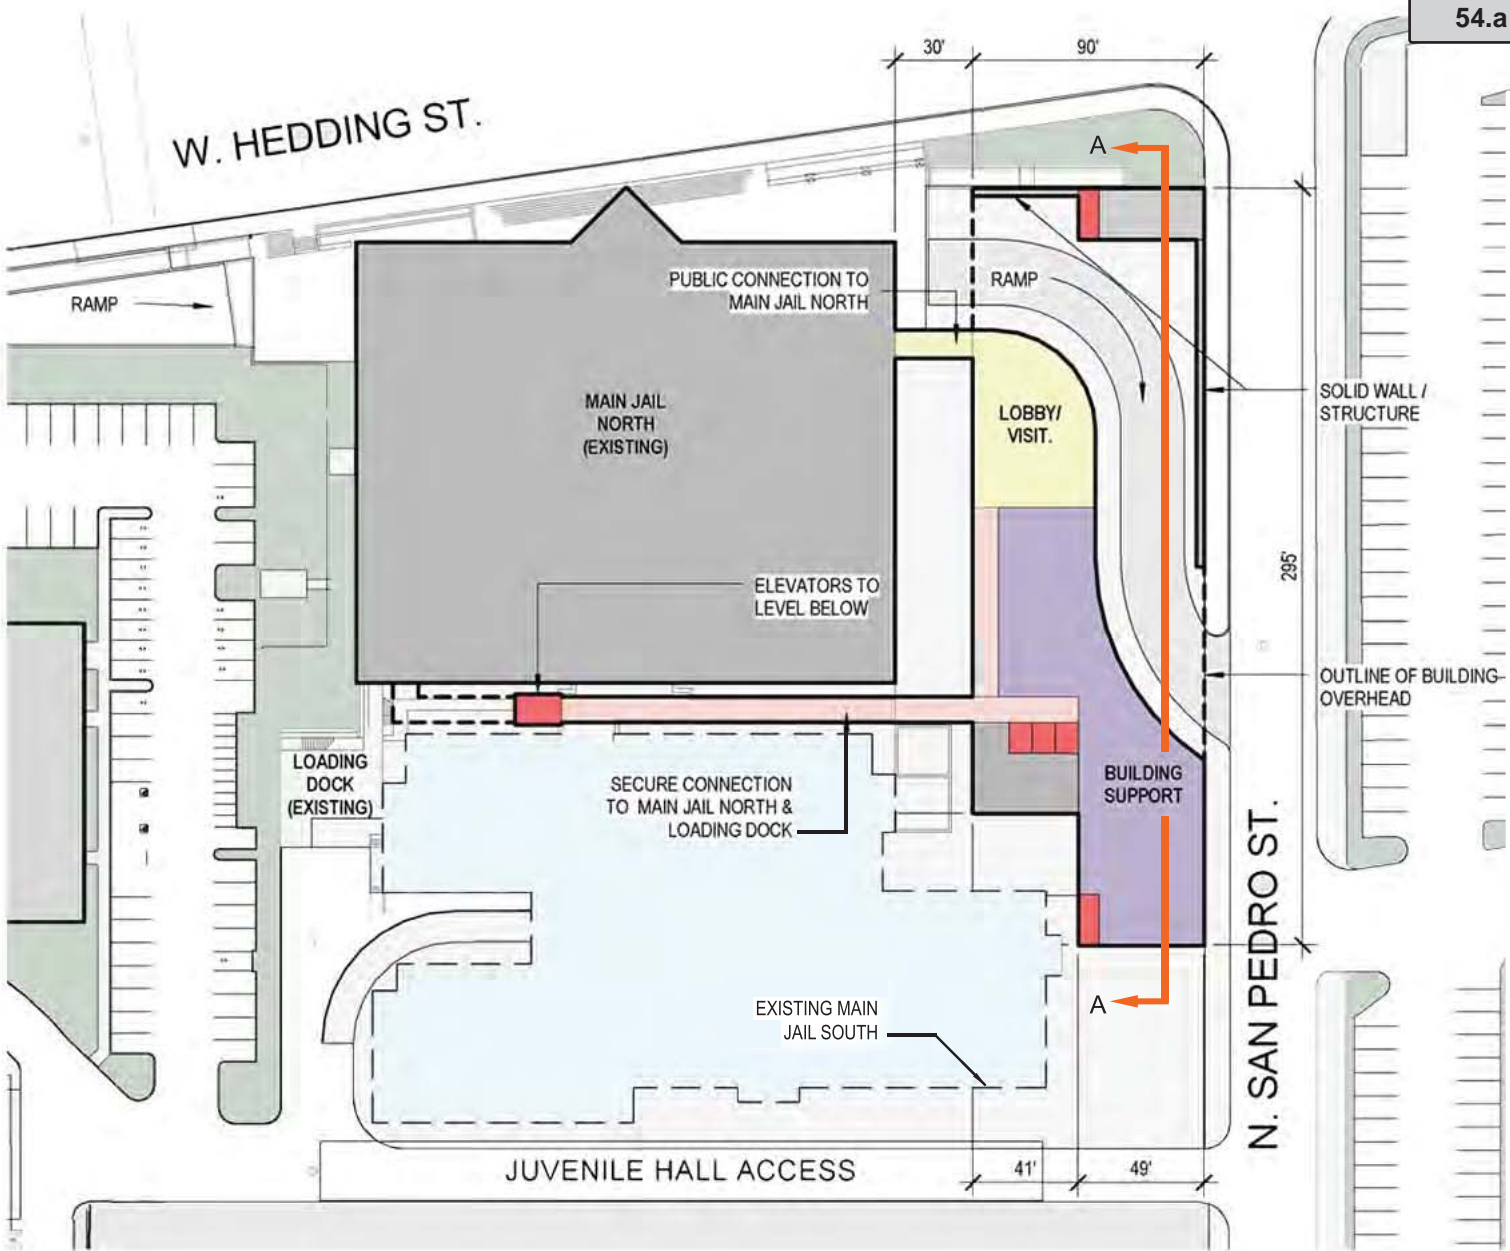 54.a
30'
90'
W. HEDDING ST.
A
RAMP
PUBLIC CONNECTION TO
MAIN JAIL NORTH
RAMP
MAIN JAIL
NORTH
(EXISTING)
LOBBY/
VISIT.
SOLID WALL /
STRUCTURE
295'
ELEVATORS TO
LEVEL BELOW
OUTLINE OF BUILDING
OVERHEAD
LOADING
DOCK
(EXISTING)
SECURE CONNECTION
TO MAIN JAIL NORTH &
LOADING DOCK
BUILDING
SUPPORT
N. SAN PEDRO ST.
EXISTING MAIN
JAIL SOUTH
A
JUVENILE HALL ACCESS
41'
49'